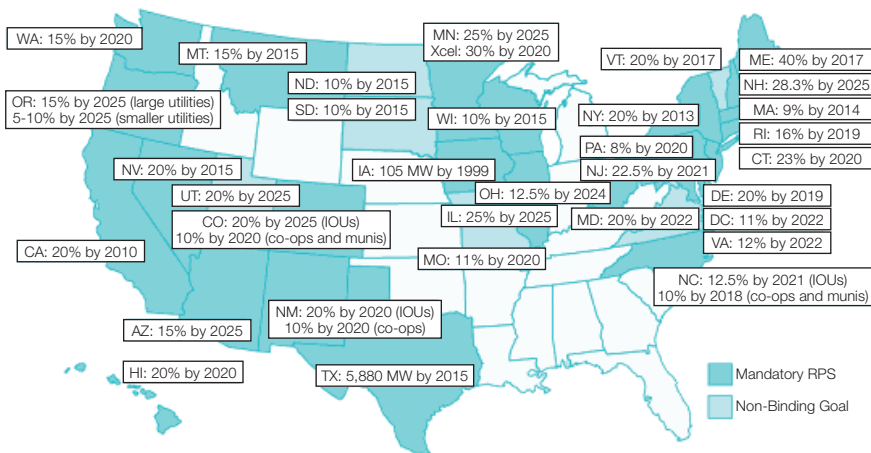 WA: 15% by 2020
MT: 15% by 2015
MN: 25% by 2025
Xcel: 30% by 2020
VT: 20% by 2017
ME: 40% by 2017
ND: 10% by 2015
NH: 28.3% by 2025
OR: 15% by 2025 (large utilities)
5-10% by 2025 (smaller utilities)
SD: 10% by 2015
WI: 10% by 2015
NY: 20% by 2013
MA: 9% by 2014
RI: 16% by 2019
PA: 8% by 2020
CT: 23% by 2020
NV: 20% by 2015
IA: 105 MW by 1999
NJ: 22.5% by 2021
UT: 20% by 2025
OH: 12.5% by 2024
DE: 20% by 2019
CO: 20% by 2025 (IOUs)
10% by 2020 (co-ops and munis)
IL: 25% by 2025
MD: 20% by 2022
DC: 11% by 2022
CA: 20% by 2010
MO: 11% by 2020
VA: 12% by 2022
NC: 12.5% by 2021 (IOUs)
10% by 2018 (co-ops and munis)
NM: 20% by 2020 (IOUs)
10% by 2020 (co-ops)
AZ: 15% by 2025
HI: 20% by 2020
TX: 5,880 MW by 2015
Mandatory RPS
Non-Binding Goal